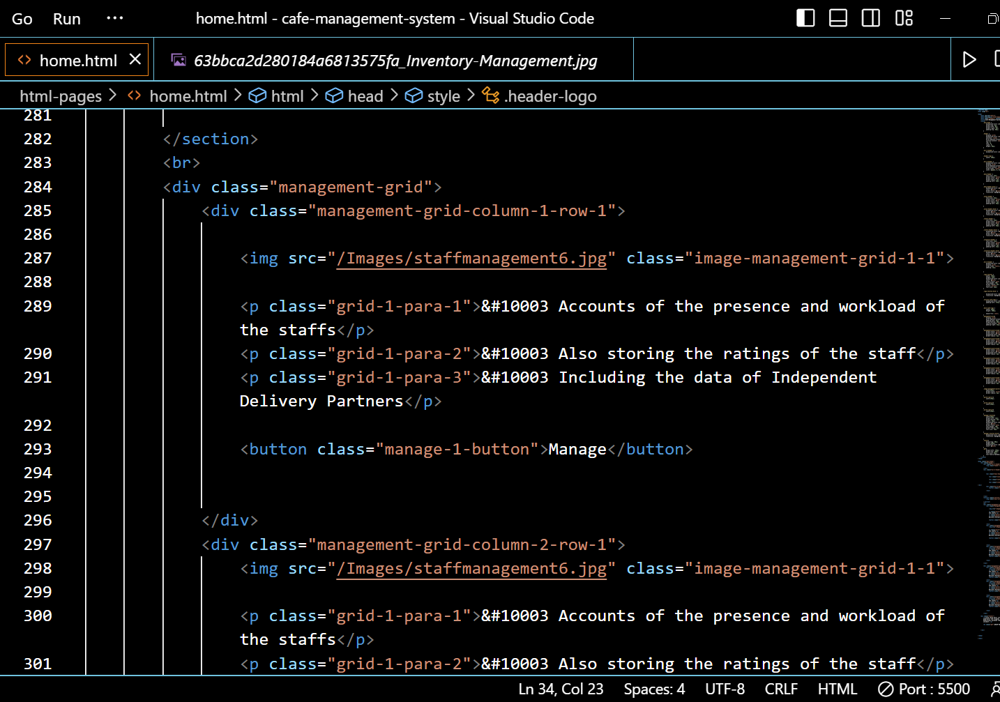 Go Run ··· home.html - cafe-management-system - Visual Studio Code
home.html 63bbca2d280184a6813575fa_Inventory-Management.jpg
html-pages > home.html > html > head > style > .header-logo
281
282 </section>
283 <br>
284 <div class="management-grid">
285 <div class="management-grid-column-1-row-1">
286
287 <img src="/Images/staffmanagement6.jpg" class="image-management-grid-1-1">
288
289 <p class="grid-1-para-1">&#10003 Accounts of the presence and workload of
the staffs</p>
290 <p class="grid-1-para-2">&#10003 Also storing the ratings of the staff</p>
291 <p class="grid-1-para-3">&#10003 Including the data of Independent
Delivery Partners</p>
292
293 <button class="manage-1-button">Manage</button>
294
295
296 </div>
297 <div class="management-grid-column-2-row-1">
298 <img src="/Images/staffmanagement6.jpg" class="image-management-grid-1-1">
299
300 <p class="grid-1-para-1">&#10003 Accounts of the presence and workload of
the staffs</p>
301 <p class="grid-1-para-2">&#10003 Also storing the ratings of the staff</p>
Ln 34, Col 23 Spaces: 4 UTF-8 CRLF HTML Port : 5500